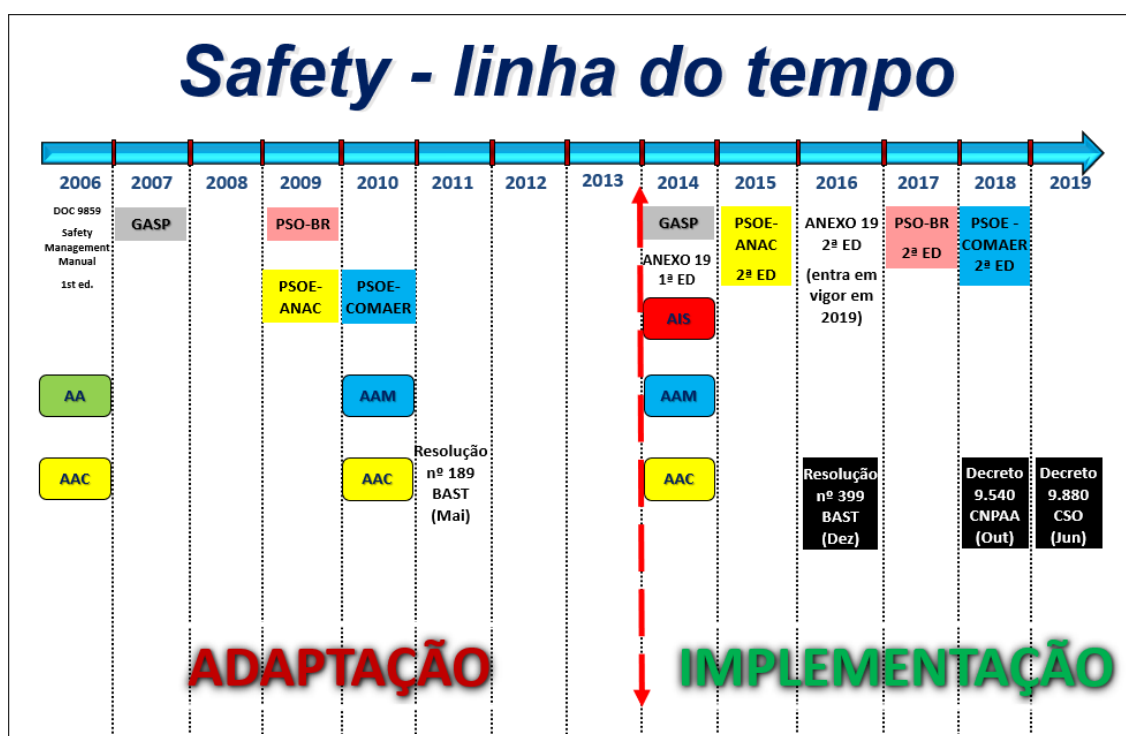 Safety - linha do tempo
2006
2007
2008
2009
2010
2011
2012
2013
2014
2015
2016
2017
2018
2019
DOC 9859
Safety
Management
Manual
1st ed.
GASP
PSO-BR
GASP
ANEXO 19
1ª ED
PSOE-
ANAC
2ª ED
ANEXO 19
2ª ED
(entra em
vigor em
2019)
PSO-BR
2ª ED
PSOE -
COMAER
2ª ED
PSOE-
ANAC
PSOE-
COMAER
AIS
AA
AAM
AAM
AAC
AAC
Resolução
nº 189
BAST
(Mai)
AAC
Resolução
nº 399
BAST
(Dez)
Decreto
9.540
CNPAA
(Out)
Decreto
9.880
CSO
(Jun)
ADAPTAÇÃO
IMPLEMENTAÇÃO